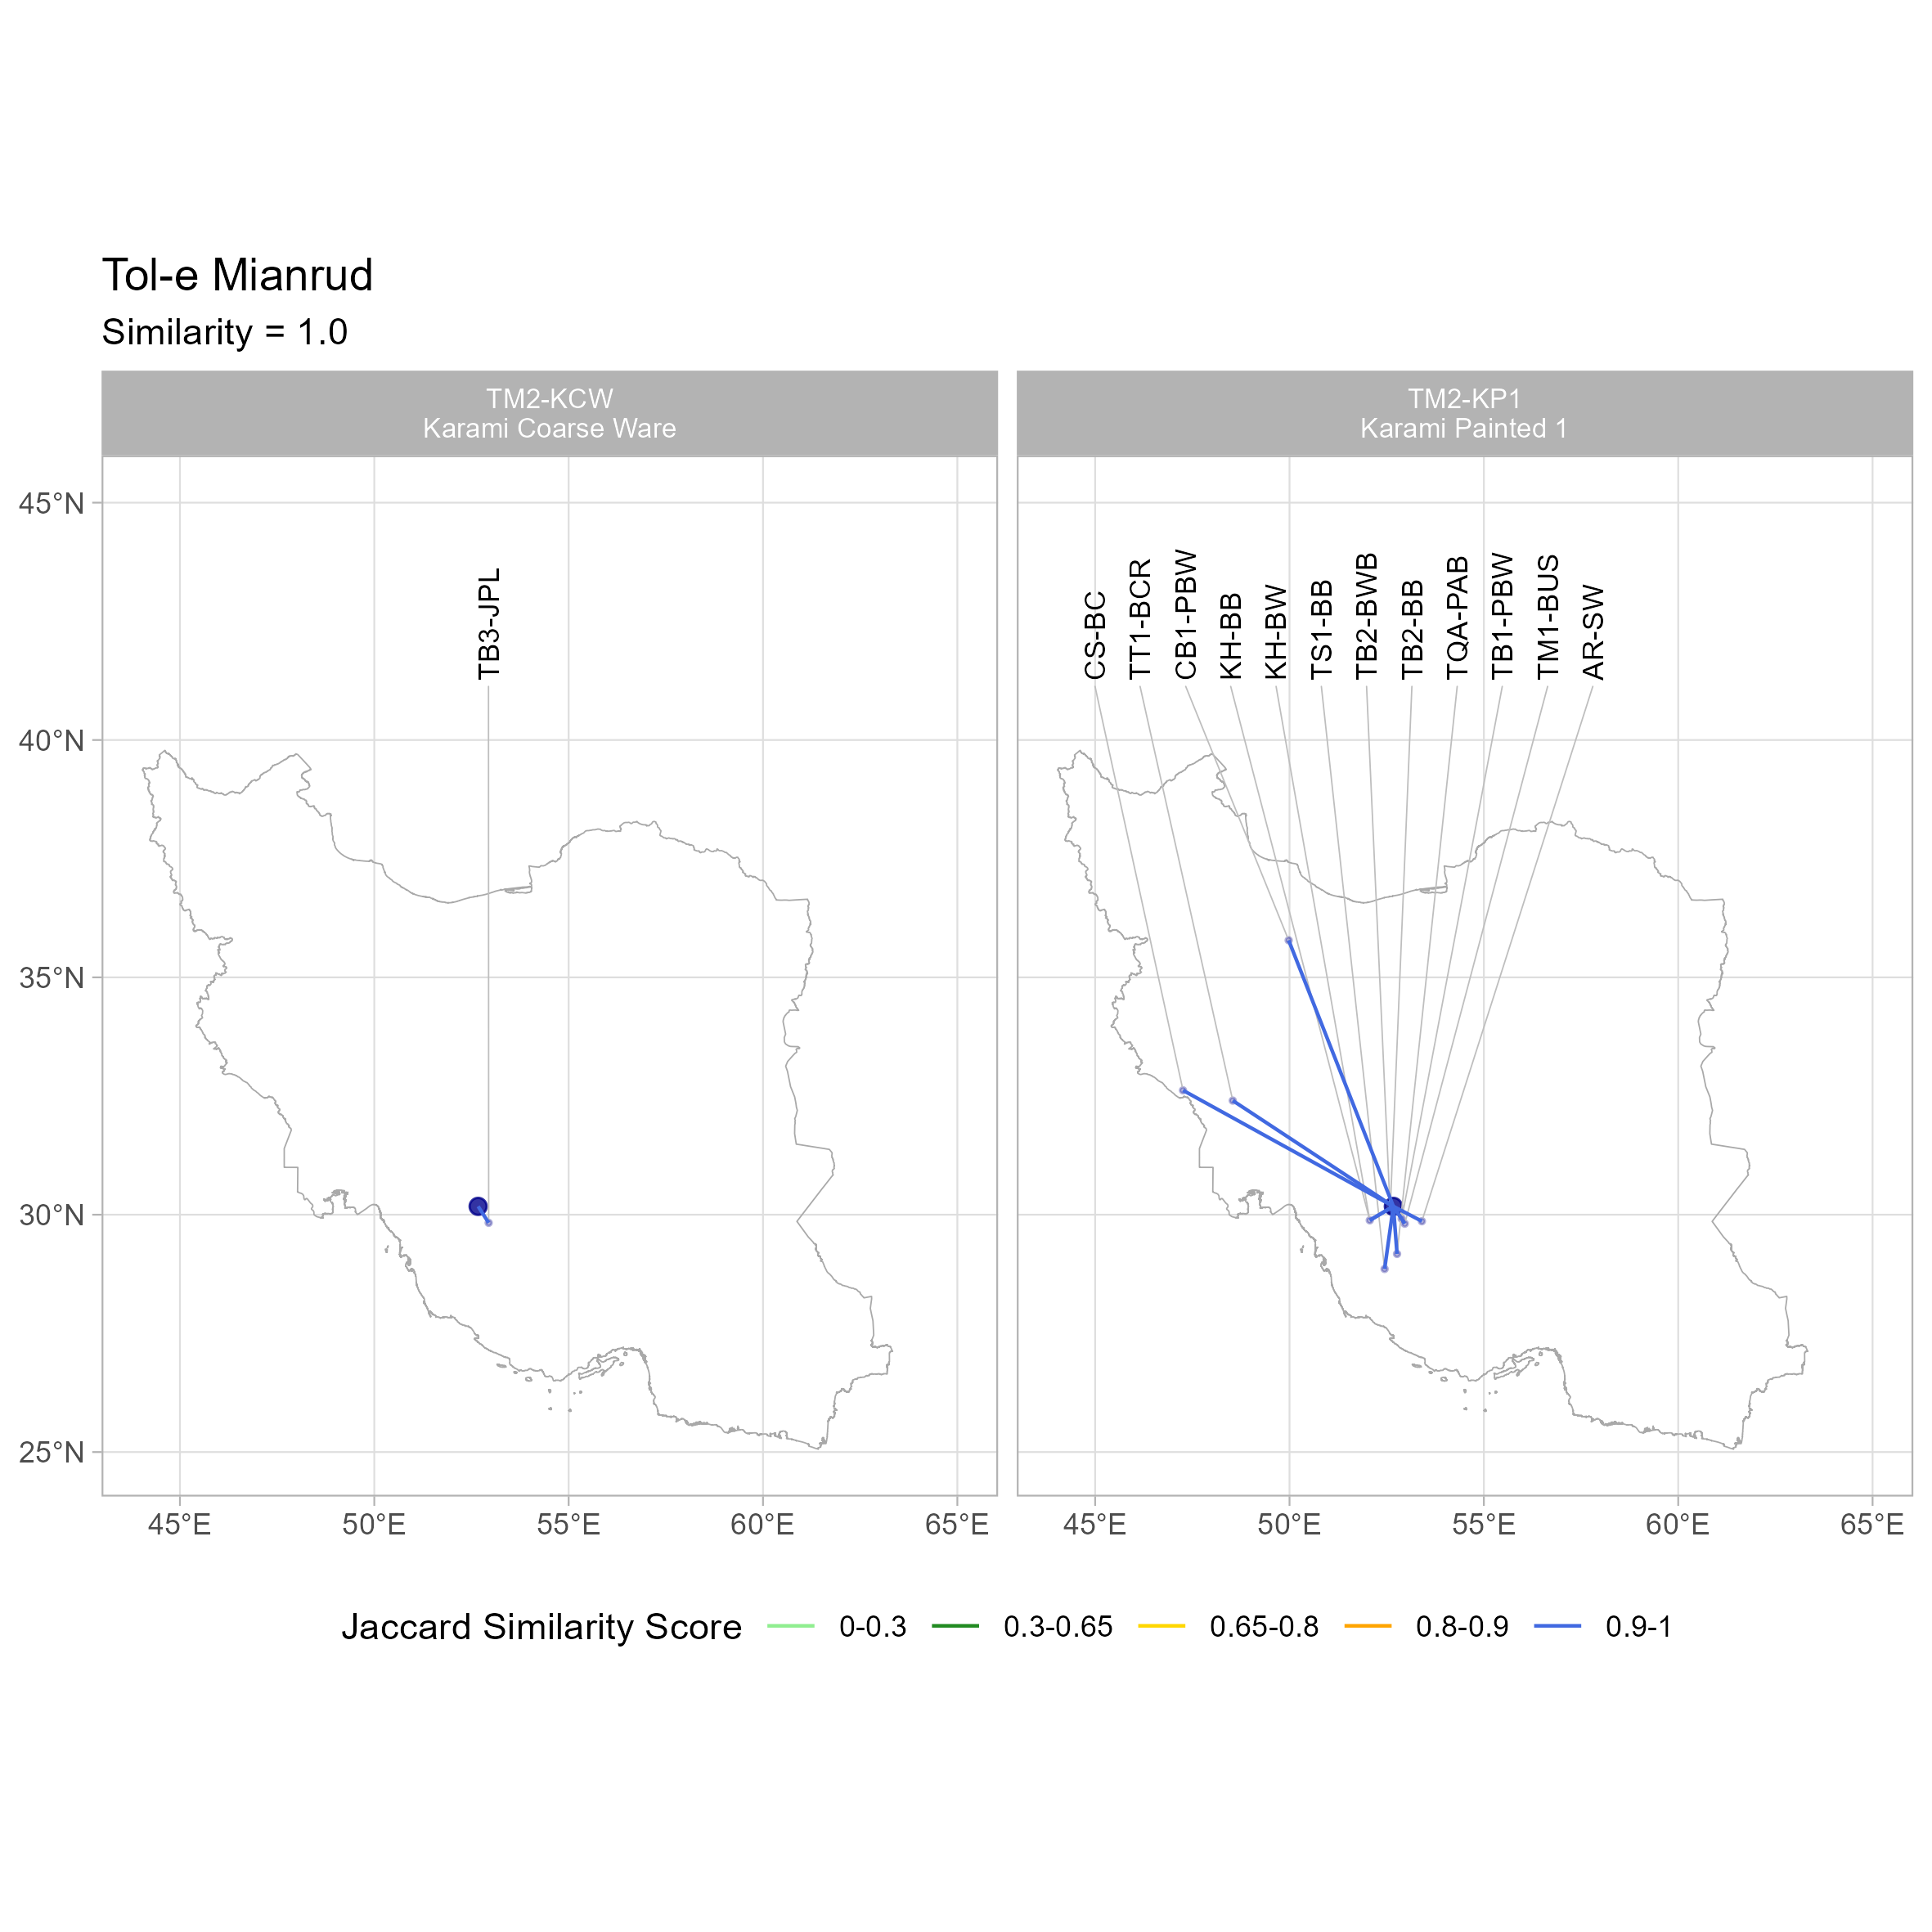 Tol-e Mianrud
Similarity = 1.0
TM2-KCW
Karami Coarse Ware
TM2-KP1
Karami Painted 1
45°N
40°N
35°N
30°N
25°N
TB3-JPL
CS-BC
TT1-BCR
CB1-PBW
KH-BB
KH-BW
TS1-BB
TB2-BWB
TB2-BB
TQA-PAB
TB1-PBW
TM1-BUS
AR-SW
45°E 50°E 55°E 60°E 65°E
45°E 50°E 55°E 60°E 65°E
Jaccard Similarity Score 0-0.3 0.3-0.65 0.65-0.8 0.8-0.9 0.9-1